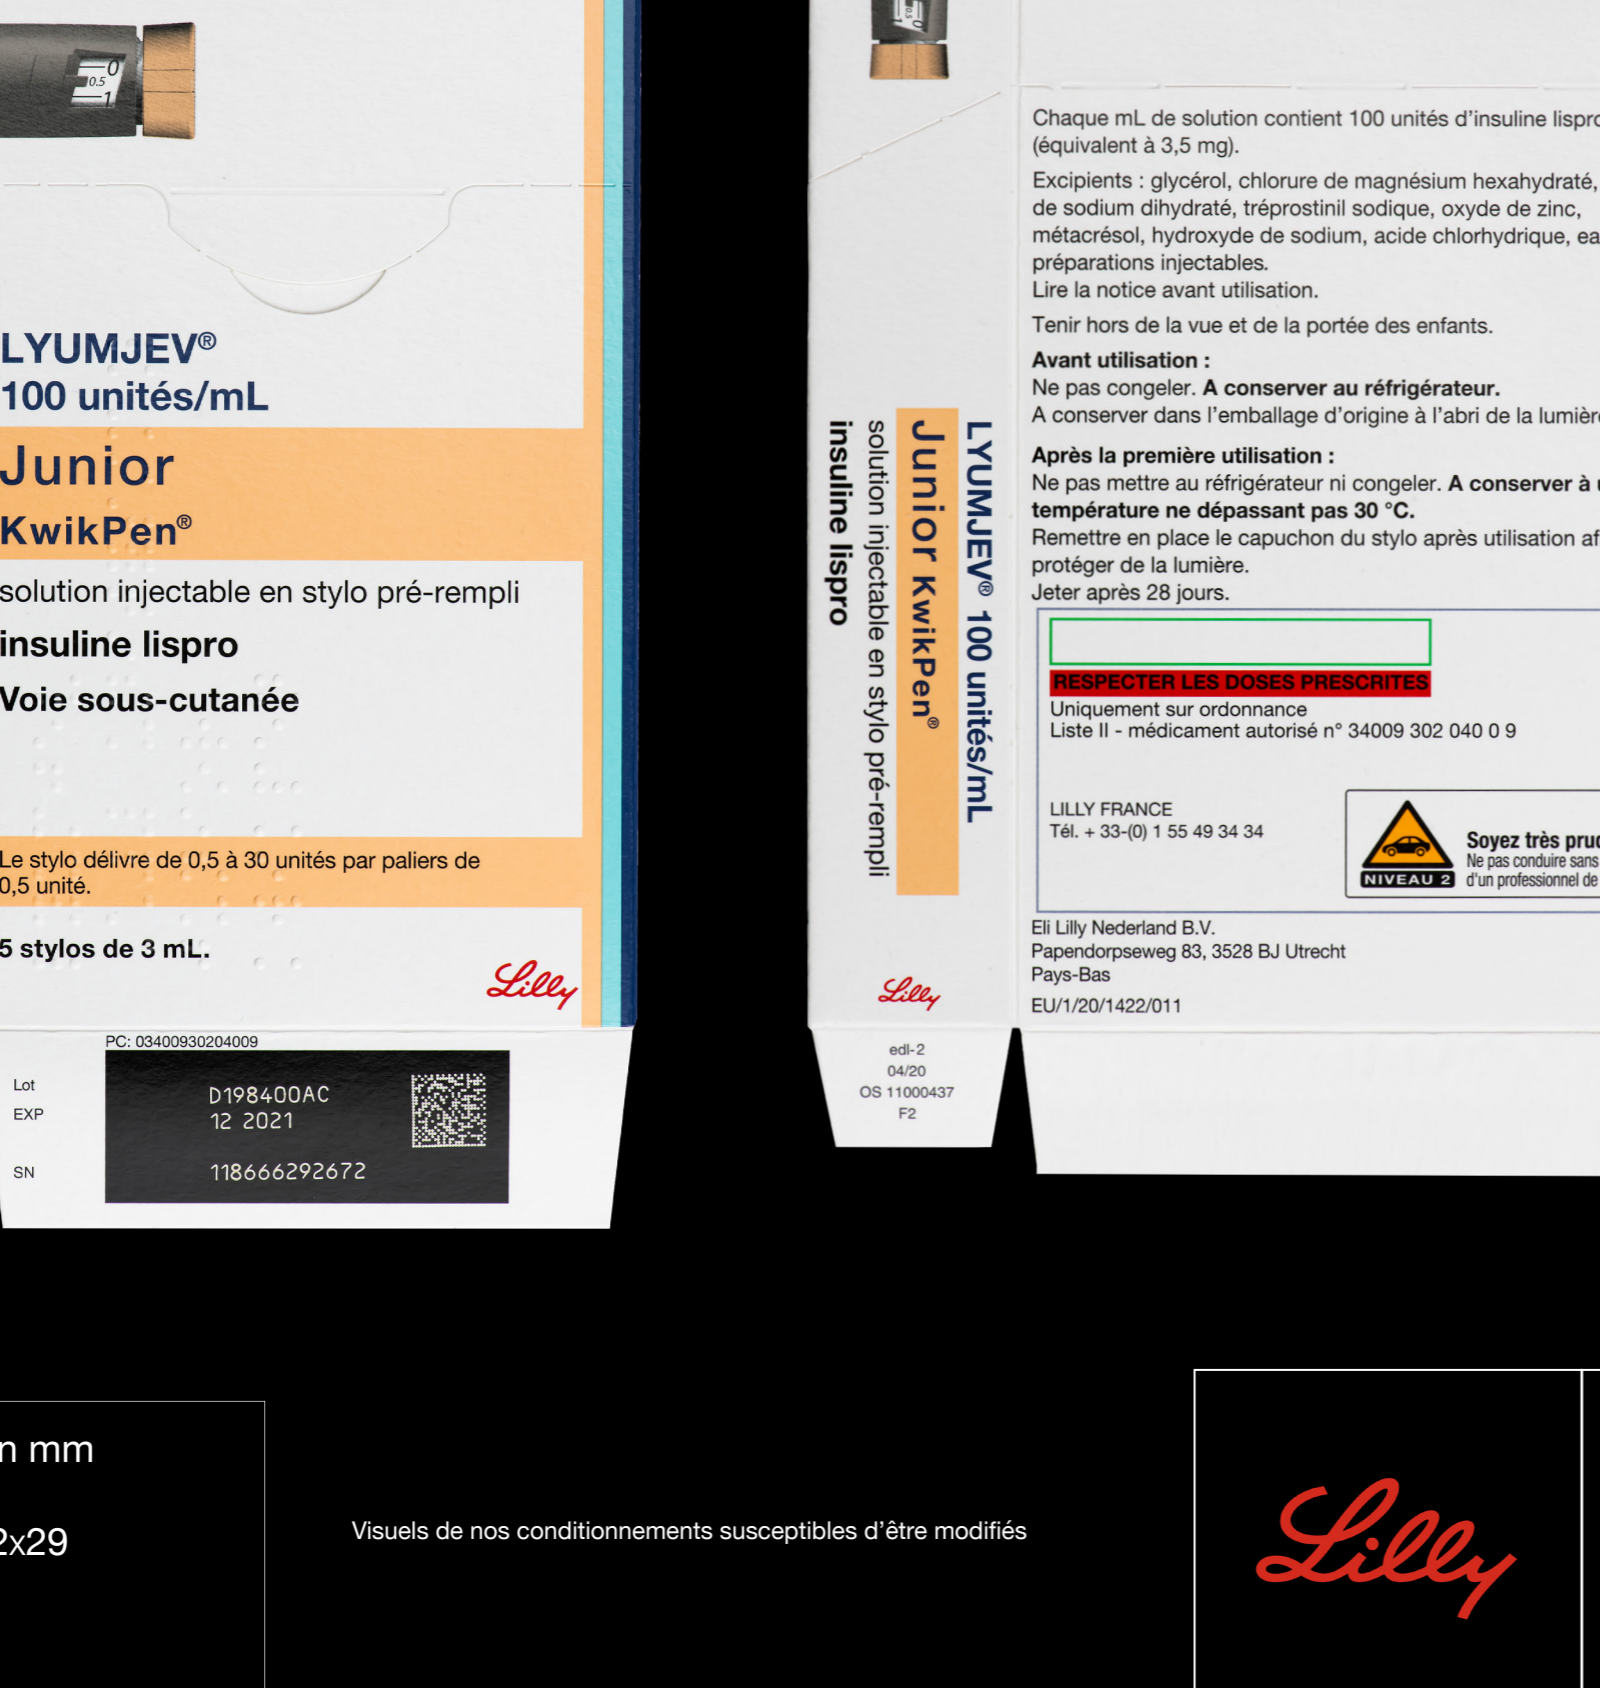 0
0.5
1
LYUMJEV®
100 unités/mL
Junior
KwikPen®
solution injectable en stylo pré-rempli
insuline lispro
Voie sous-cutanée
Le stylo délivre de 0,5 à 30 unités par paliers de
0,5 unité.
5 stylos de 3 mL.
Lilly
PC: 03400930204009
Lot
D198400AC
EXP
12 2021
SN
118666292672
0
0.5
1
LYUMJEV® 100 unités/mL
Junior KwikPen®
solution injectable en stylo pré-rempli
insuline lispro
Lilly
edl-2
04/20
OS 11000437
F2
Chaque mL de solution contient 100 unités d’insuline lispro
(équivalent à 3,5 mg).
Excipients : glycérol, chlorure de magnésium hexahydraté,
de sodium dihydraté, tréprostinil sodique, oxyde de zinc,
métacrésol, hydroxyde de sodium, acide chlorhydrique,
préparations injectables.
Lire la notice avant utilisation.
Tenir hors de la vue et de la portée des enfants.
Avant utilisation :
Ne pas congeler. A conserver au réfrigérateur.
A conserver dans l’emballage d’origine à l’abri de la lumière
Après la première utilisation :
Ne pas mettre au réfrigérateur ni congeler. A conserver à
température ne dépassant pas 30 °C.
Remettre en place le capuchon du stylo après utilisation
protéger de la lumière.
Jeter après 28 jours.
RESPECTER LES DOSES PRESCRITES
Uniquement sur ordonnance
Liste II - médicament autorisé n° 34009 302 040 0 9
LILLY FRANCE
Tél. + 33-(0) 1 55 49 34 34
NIVEAU 2
Soyez très
Ne pas conduire sans
d'un professionnel de
Eli Lilly Nederland B.V.
Papendorpseweg 83, 3528 BJ Utrecht
Pays-Bas
EU/1/20/1422/011
n mm
2x29
Visuels de nos conditionnements susceptibles d’être modifiés
Lilly